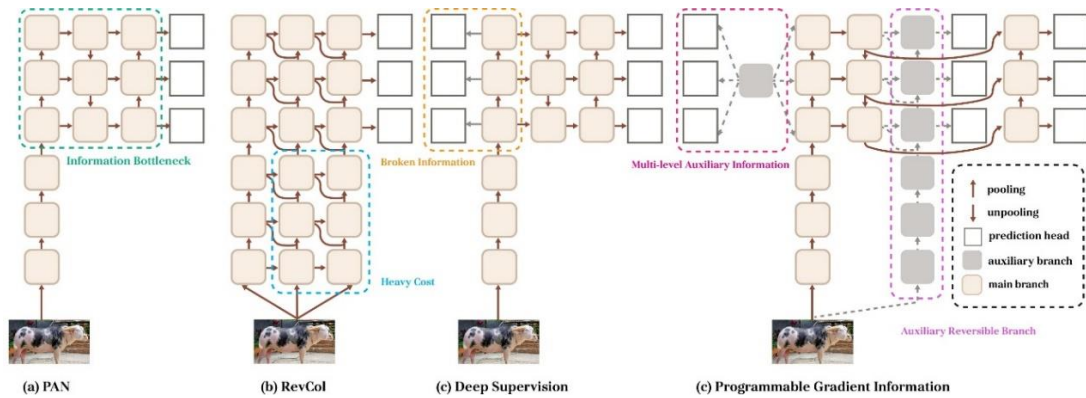 Information Bottleneck
Broken Information
Multi-level Auxiliary Information
pooling
unpooling
prediction head
auxiliary branch
main branch
Heavy Cost
Auxiliary Reversible Branch
(a) PAN
(b) RevCol
(c) Deep Supervision
(c) Programmable Gradient Information